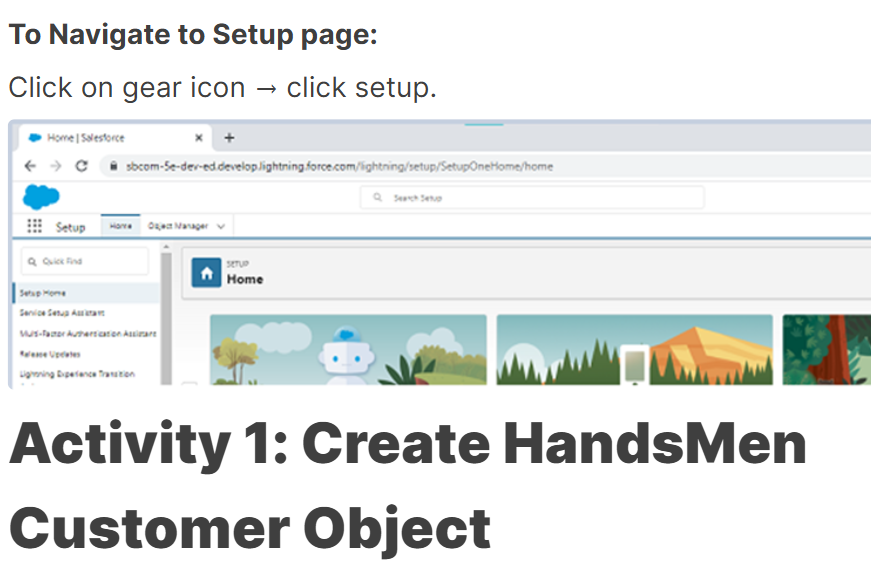 To Navigate to Setup page:
Click on gear icon → click setup.
Home | Salesforce
sbcom-5e-dev-ed.develop.lightning.force.com/lightning/setup/SetupOneHome/home
Search Setup
Setup Home Object Manager
Quick Find
SETUP
Home
Setup Home
Service Setup Assistant
Multi-Factor Authentication Assistant
Release Updates
Lightning Experience Transition
Activity 1: Create HandsMen
Customer Object